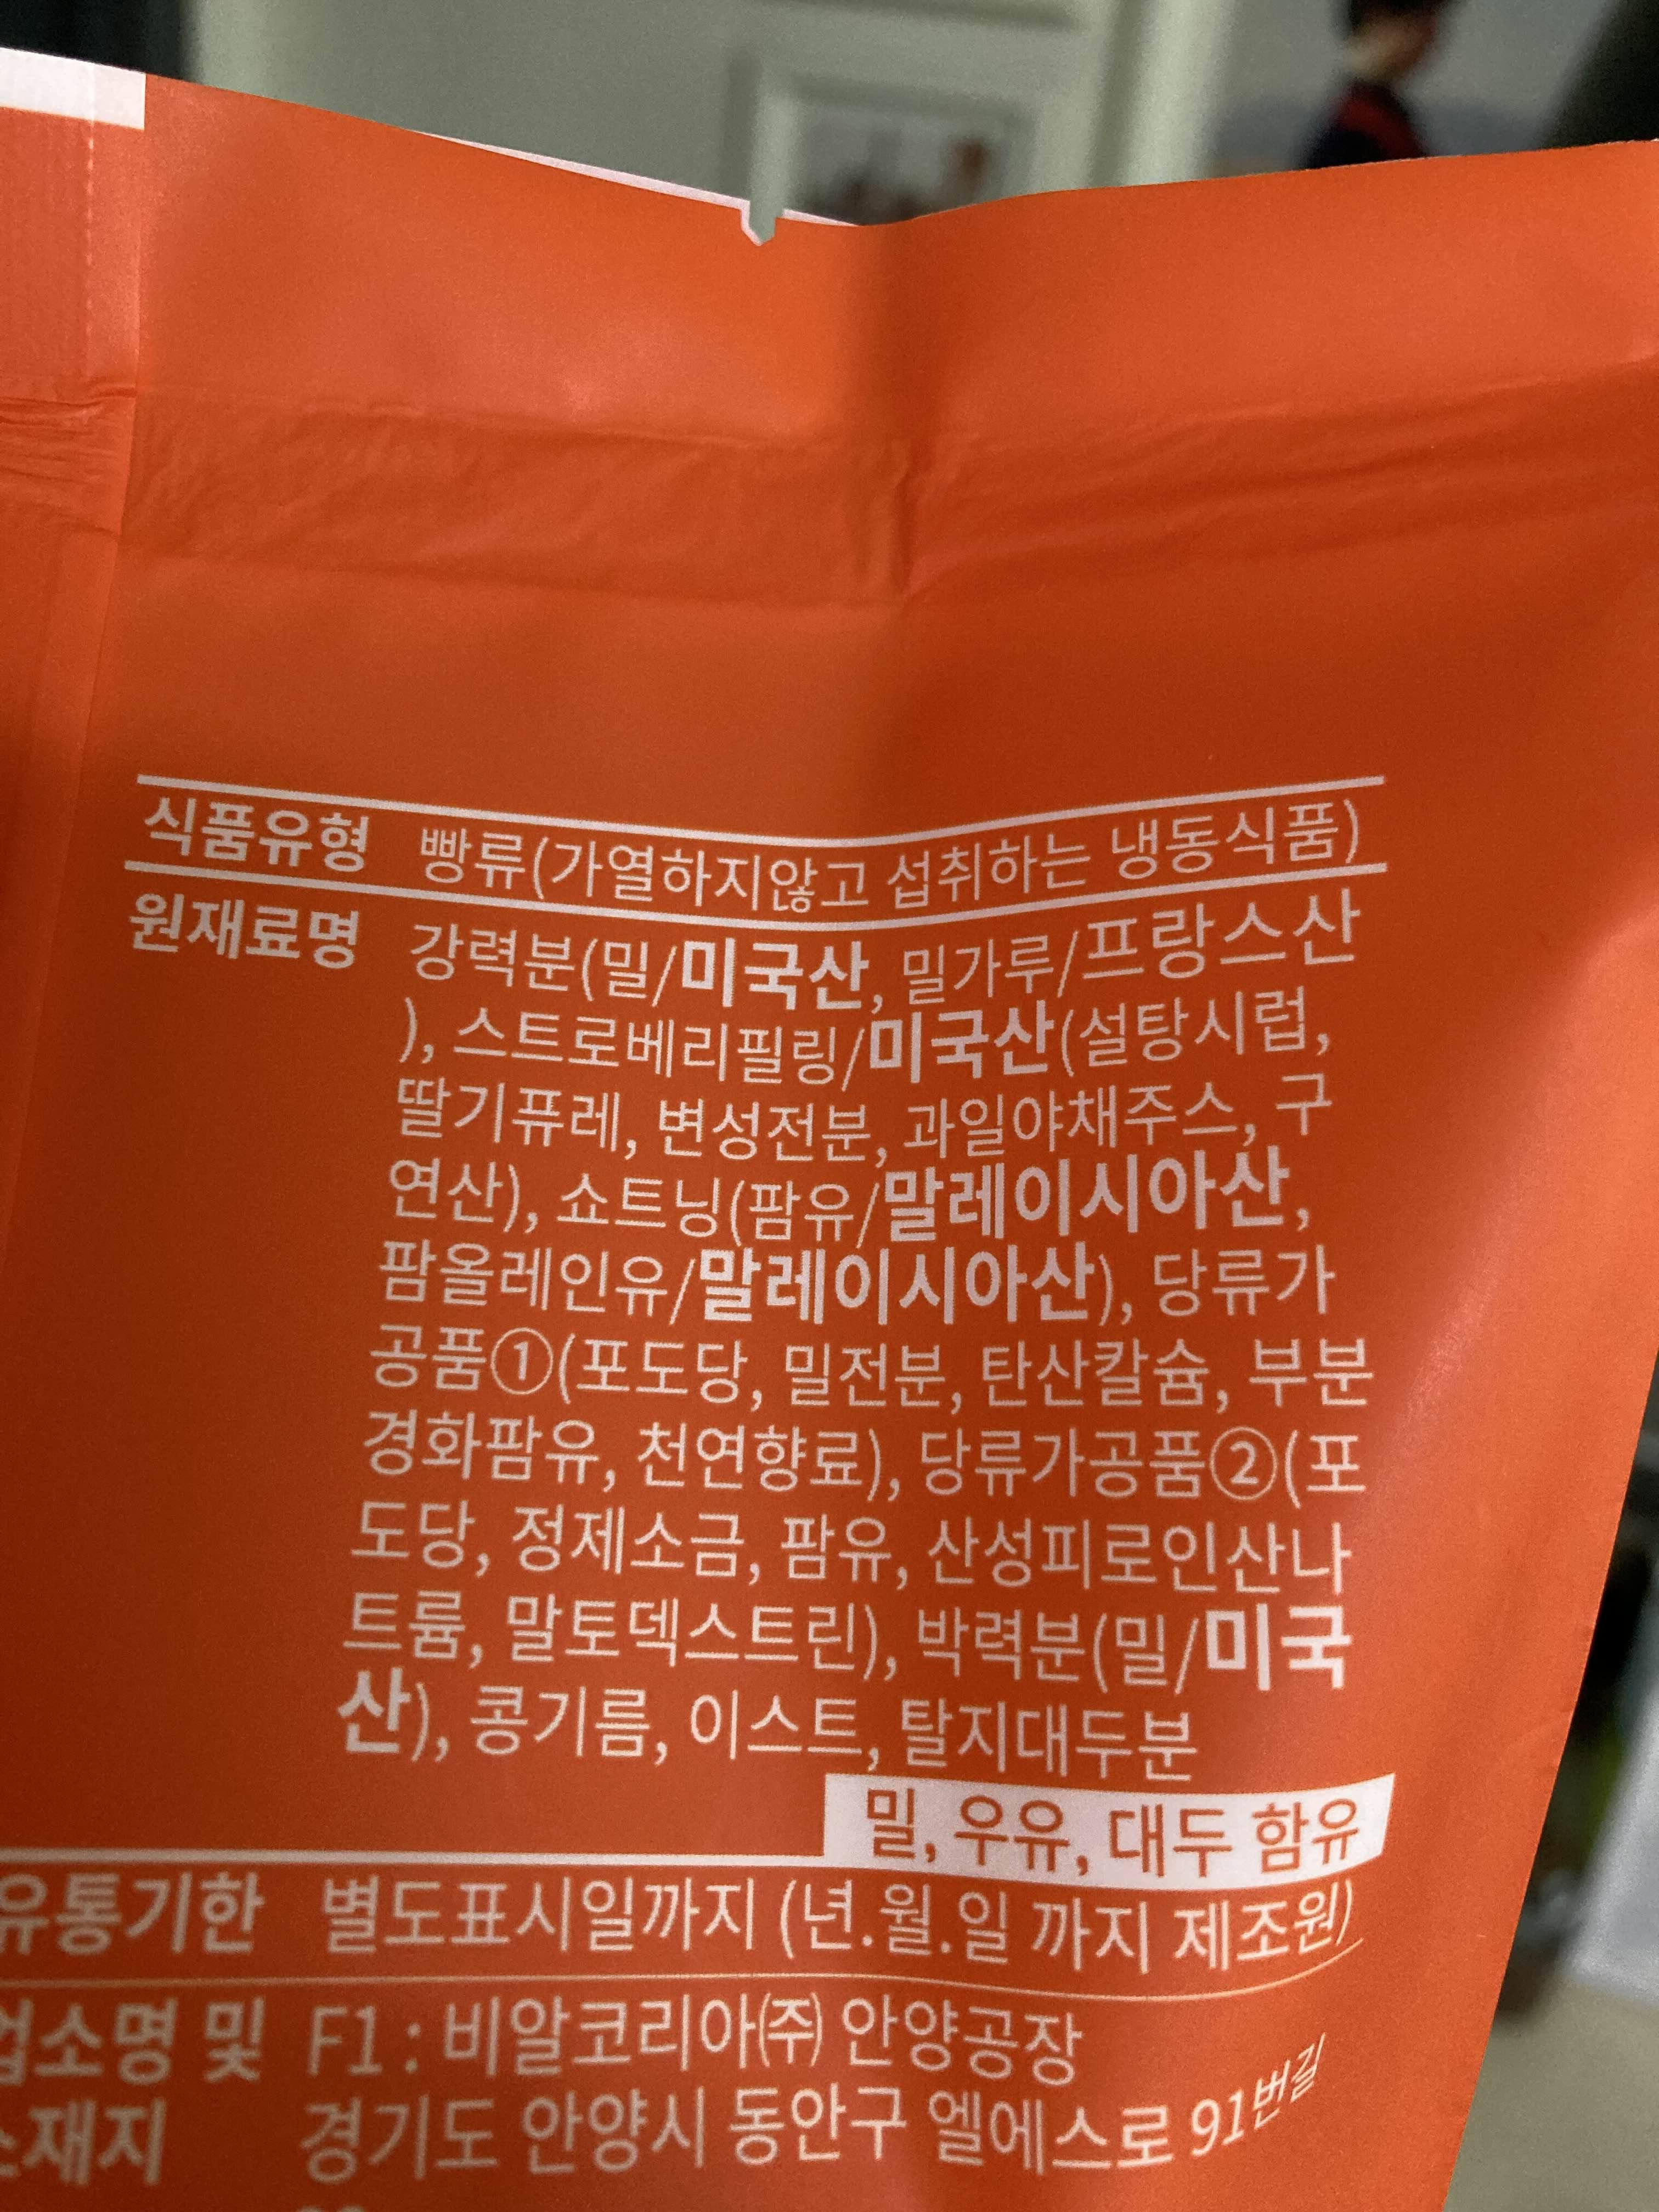 식품유형 빵류(가열하지않고 섭취하는 냉동식품)
원재료명 강력분(밀/미국산, 밀가루/프랑스산
), 스트로베리필링/미국산(설탕시럽,
딸기퓨레, 변성전분, 과일야채주스, 구
연산), 쇼트닝(팜유/말레이시아산,
팜올레인유/말레이시아산), 당류가
공품①(포도당, 밀전분, 탄산칼슘, 부분
경화팜유, 천연향료), 당류가공품②(포
도당, 정제소금, 팜유, 산성피로인산나
트륨, 말토덱스트린), 박력분(밀/미국
산), 콩기름, 이스트, 탈지대두분
밀, 우유, 대두 함유
유통기한 별도표시일까지 (년.월.일 까지 제조원)
업소명 및 F1 : 비알코리아㈜ 안양공장
소재지 경기도 안양시 동안구 엘에스로 91번길